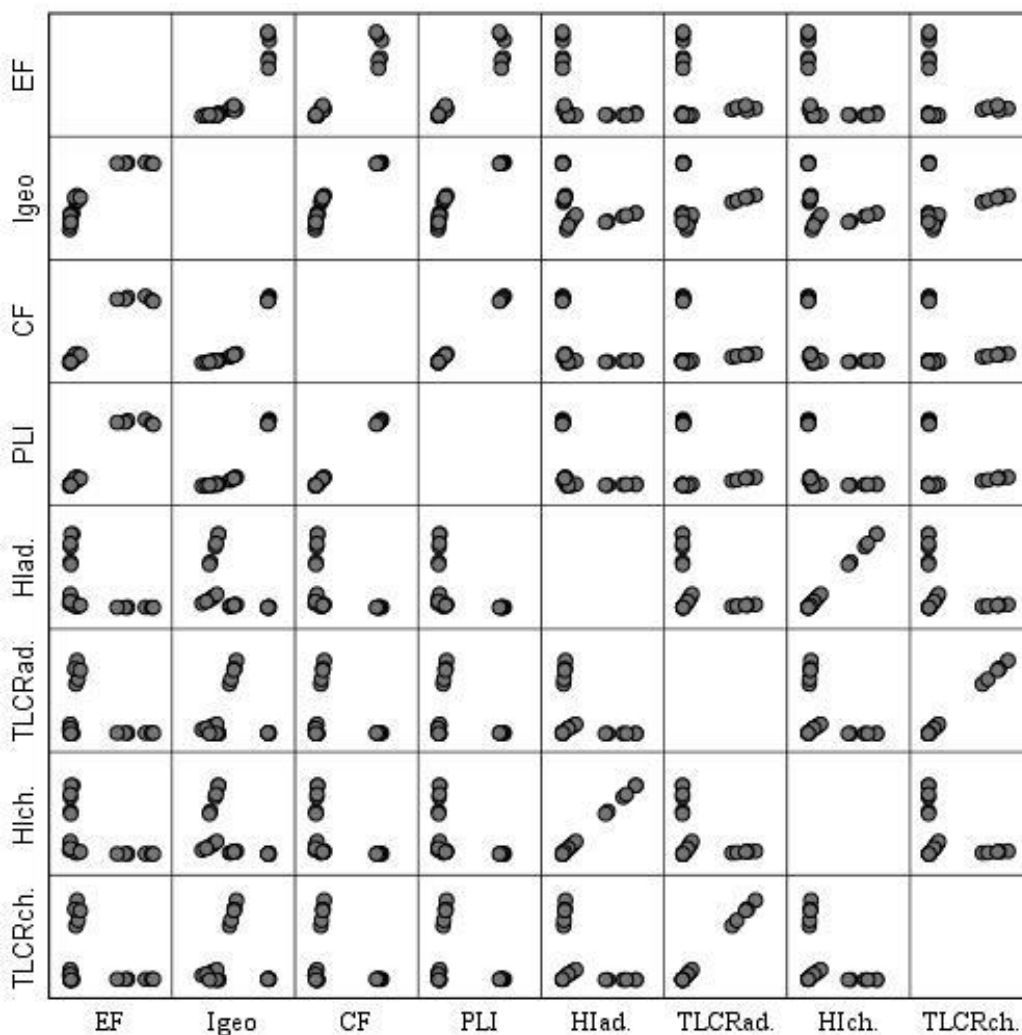 EF
Igeo
CF
PLI
HIad.
TLCRad.
HIch.
TLCRch.
EF Igeo CF PLI HIad. TLCRad. HIch. TLCRch.